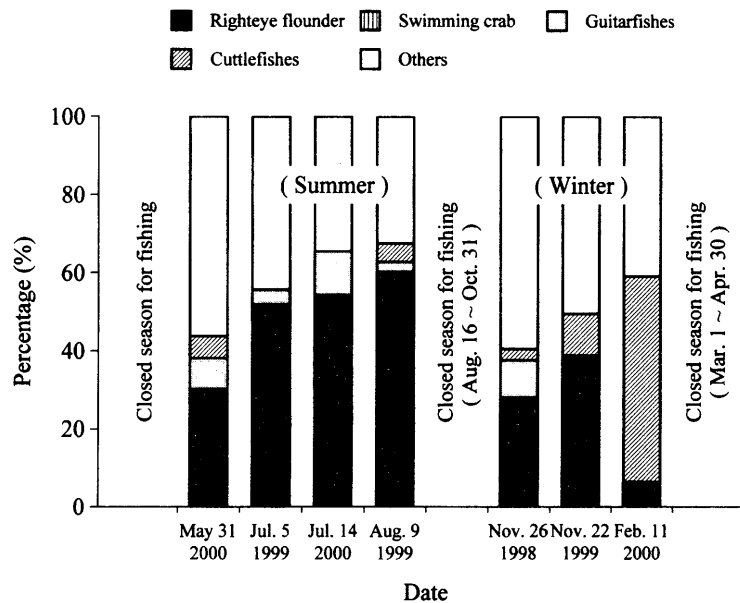 Righteye flounder
Swimming crab
Guitarfishes
Cuttlefishes
Others
Percentage (%)
100
80
60
40
20
0
Closed season for fishing
( Summer )
Closed season for fishing
( Aug. 16 ~ Oct. 31 )
( Winter )
Closed season for fishing
( Mar. 1 ~ Apr. 30 )
May 31
2000
Jul. 5
1999
Jul. 14
2000
Aug. 9
1999
Nov. 26
1998
Nov. 22
1999
Feb. 11
2000
Date